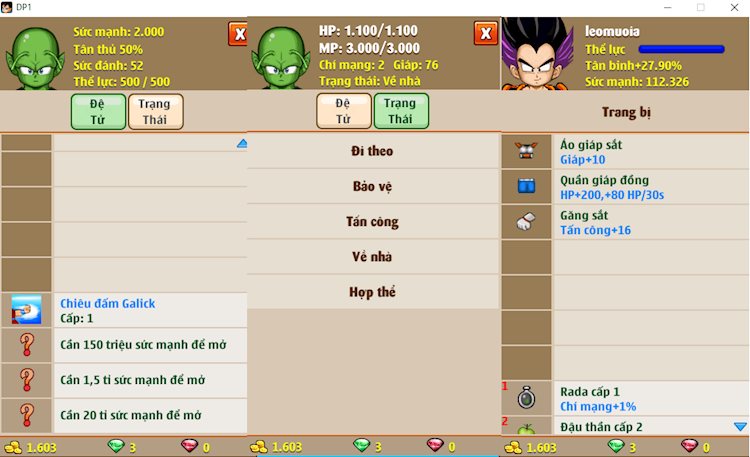 DP1
Sức mạnh: 2.000
Tân thủ 50%
Sức đánh: 52
Thể lực: 500 / 500
X
Đệ
Tử
Trạng
Thái
Chiêu đấm Galick
Cấp: 1
?
Cần 150 triệu sức mạnh để mở
?
Cần 1,5 tỉ sức mạnh để mở
?
Cần 20 tỉ sức mạnh để mở
1.603
3
0
HP: 1.100/1.100
MP: 3.000/3.000
Chí mạng: 2 Giáp: 76
Trạng thái: Về nhà
X
Đệ
Tử
Trạng
Thái
Đi theo
Bảo vệ
Tấn công
Về nhà
Hợp thể
1.603
3
0
leomuoia
Thể lực
Tân binh+27.90%
Sức mạnh: 112.326
Trang bị
Áo giáp sắt
Giáp+10
Quần giáp đồng
HP+200,+80 HP/30s
Găng sắt
Tấn công+16
1
Rada cấp 1
Chí mạng+1%
2
Đậu thần cấp 2
1.603
3
0